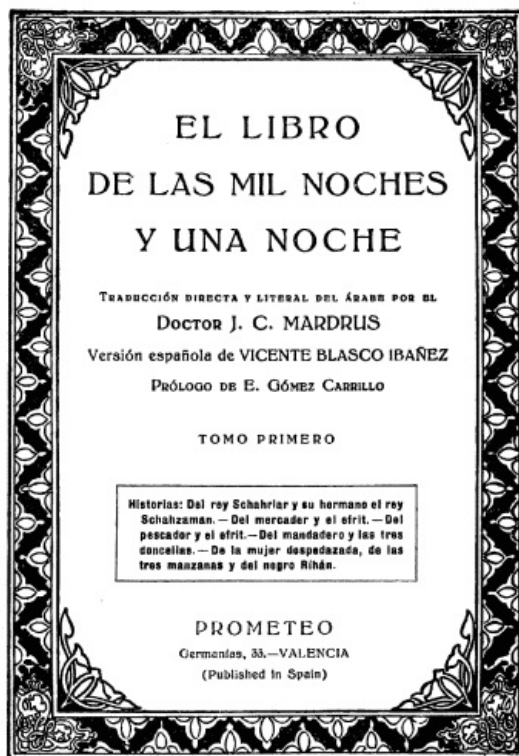 EL LIBRO
DE LAS MIL NOCHES
Y UNA NOCHE
TRADUCCIÓN DIRECTA Y LITERAL DEL ÁRABE POR EL
DOCTOR J. C. MARDRUS
Versión española de VICENTE BLASCO IBAÑEZ
PRÓLOGO DE E. GÓMEZ CARRILLO
TOMO PRIMERO
Historias: Del rey Schahriar y su hermano el rey
Schahzaman.—Del mercader y el efrit.—Del
pescador y el efrit.—Del mandadero y las tres
doncellas.—De la mujer despedazada, de las
tres manzanas y del negro Rihán.
PROMETEO
Germanías, 33.—VALENCIA
(Published in Spain)